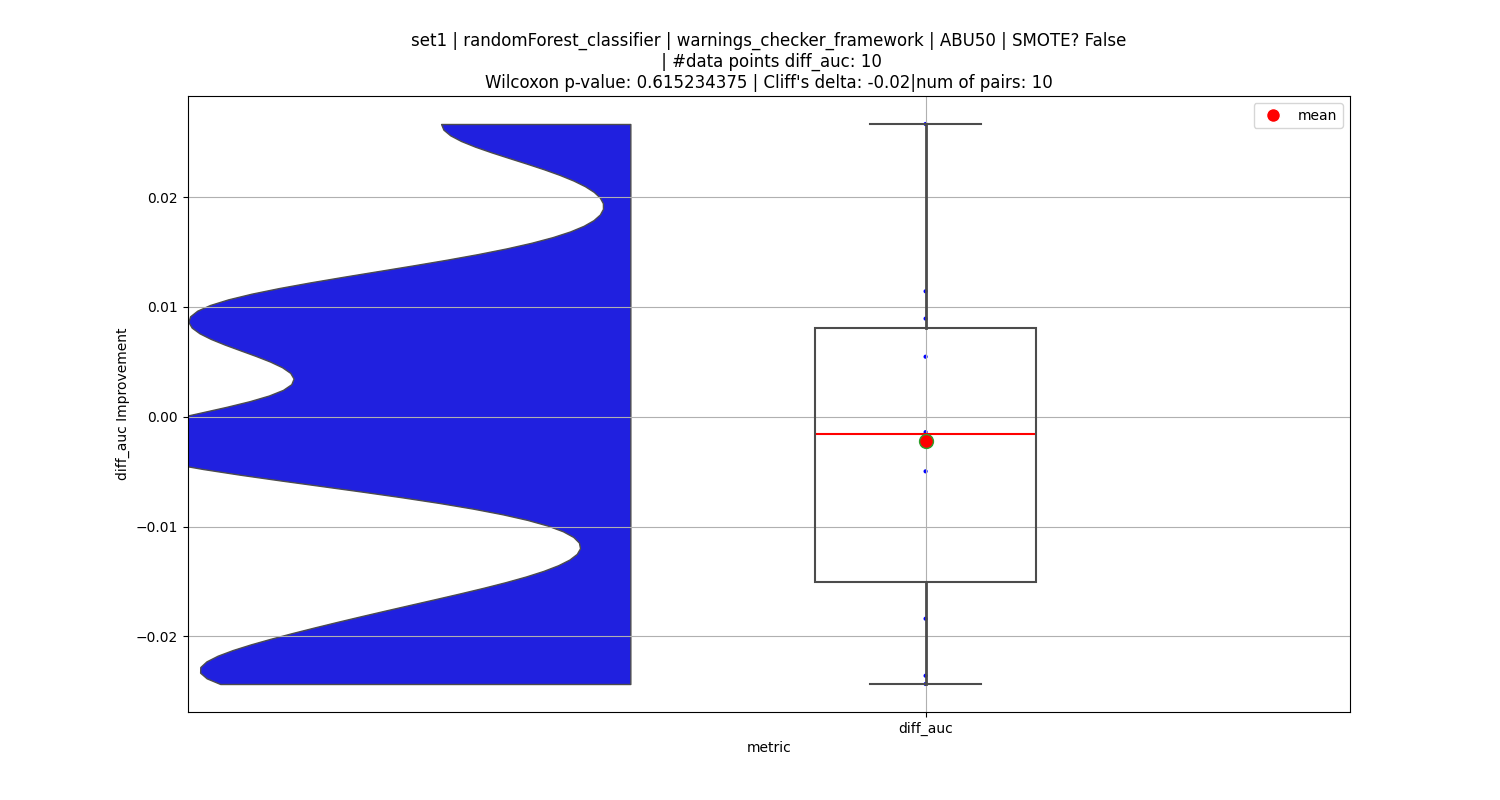 set1 | randomForest_classifier | warnings_checker_framework | ABU50 | SMOTE? False
| #data points diff_auc: 10
Wilcoxon p-value: 0.615234375 | Cliff's delta: -0.02|num of pairs: 10
mean
0.02
0.01
0.00
−0.01
−0.02
diff_auc Improvement
diff_auc
metric